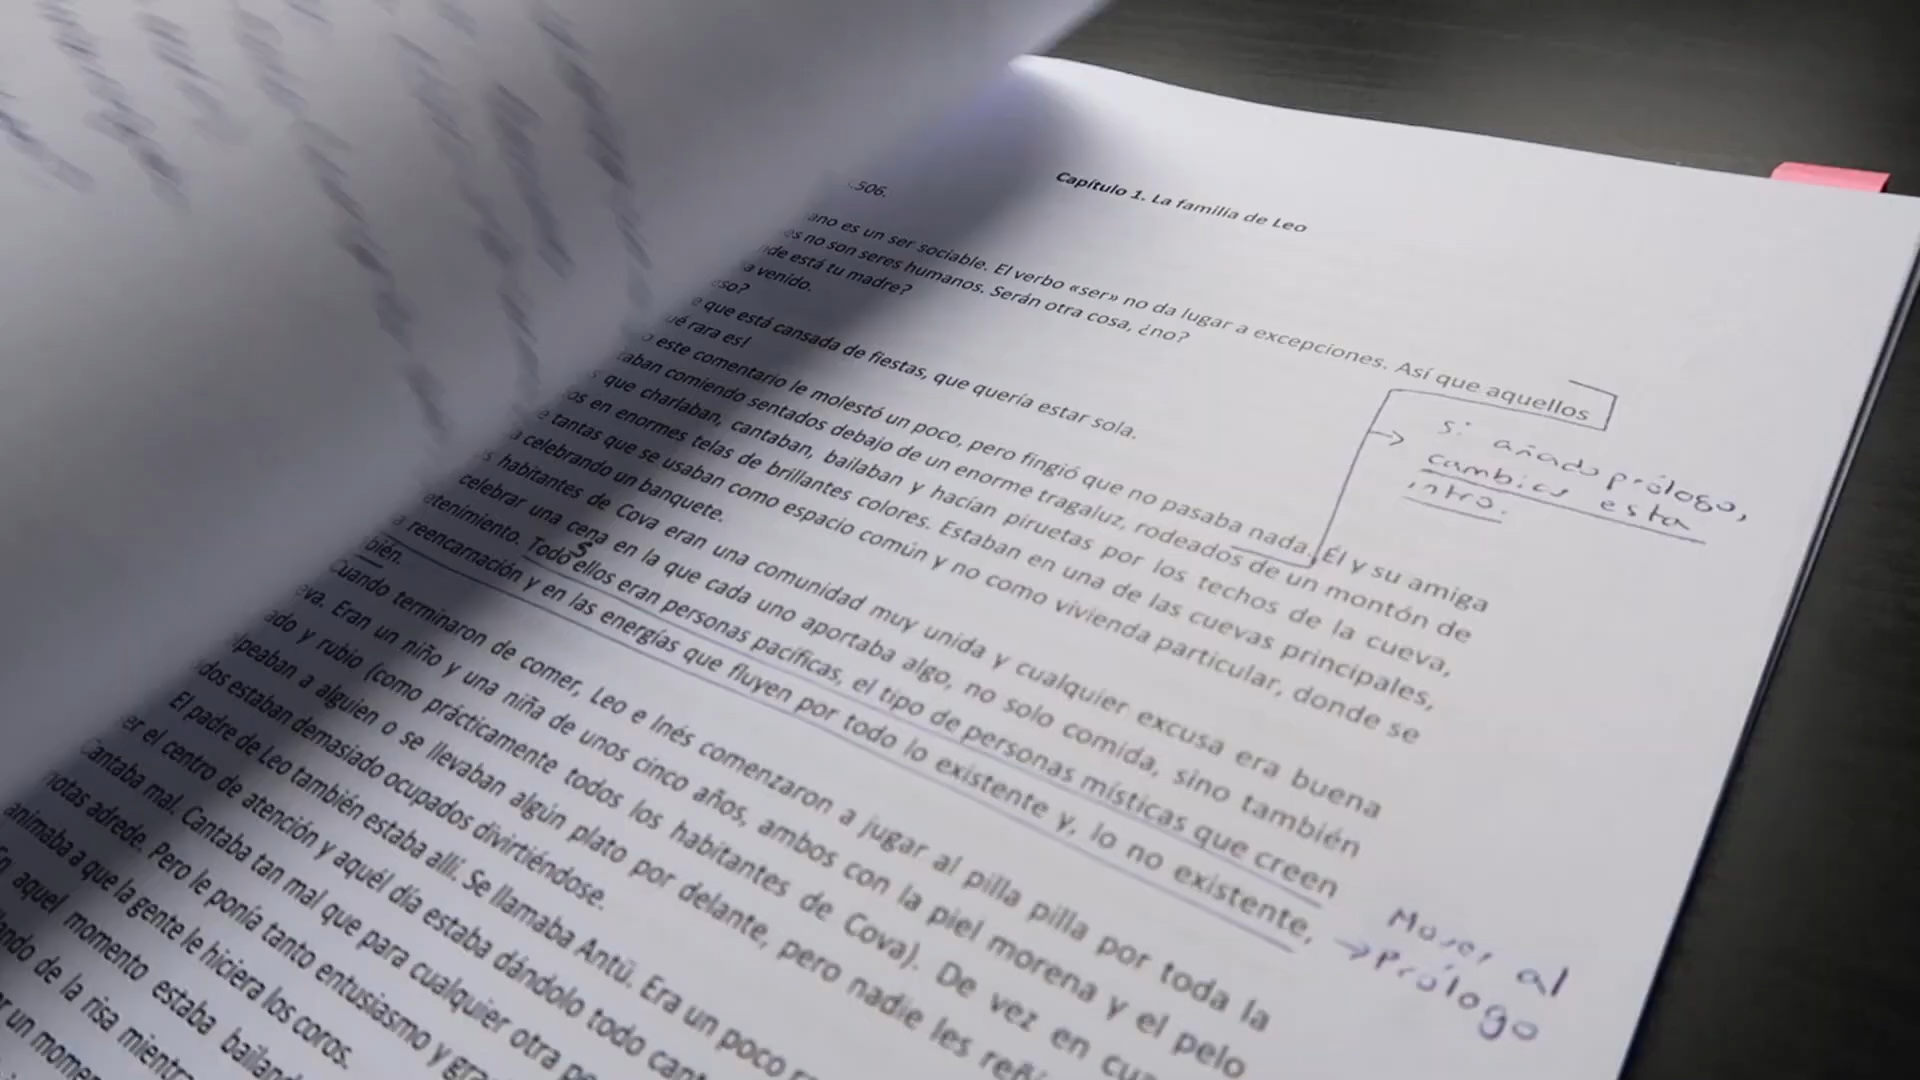 Capítulo 1. La familia de Leo
506.
ano es un ser sociable. El verbo «ser» no da lugar a excepciones. Así que aquellos
es no son seres humanos. Serán otra cosa, ¿no?
de está tu madre?
a venido.
eso?
e que está cansada de fiestas, que quería estar sola.
ué rara es!
o este comentario le molestó un poco, pero fingió que no pasaba nada. Él y su amiga
taban comiendo sentados debajo de un enorme tragaluz, rodeados de un montón de
s que charlaban, cantaban, bailaban y hacían piruetas por los techos de la cueva,
os en enormes telas de brillantes colores. Estaban en una de las cuevas principales,
e tantas que se usaban como espacio común y no como vivienda particular, donde se
a celebrando un banquete.
s habitantes de Cova eran una comunidad muy unida y cualquier excusa era buena
celebrar una cena en la que cada uno aportaba algo, no solo comida, sino también
etenimiento. Todos ellos eran personas pacíficas, el tipo de personas místicas que creen
a reencarnación y en las energías que fluyen por todo lo existente y, lo no existente,
bién.
Cuando terminaron de comer, Leo e Inés comenzaron a jugar al pilla pilla por toda la
eva. Eran un niño y una niña de unos cinco años, ambos con la piel morena y el pelo
ado y rubio (como prácticamente todos los habitantes de Cova). De vez en cua
lpeaban a alguien o se llevaban algún plato por delante, pero nadie les reñ
dos estaban demasiado ocupados divirtiéndose.
El padre de Leo también estaba allí. Se llamaba Antü. Era un poco
er el centro de atención y aquél día estaba dándolo todo cant
Cantaba mal. Cantaba tan mal que para cualquier otra pe
notas adrede. Pero le ponía tanto entusiasmo y gra
animaba a que la gente le hiciera los coros.
En aquel momento estaba bailand
ando de la risa mientra
r un momen
si añado prólogo,
cambiar esta
intro.
Mover al
Prólogo